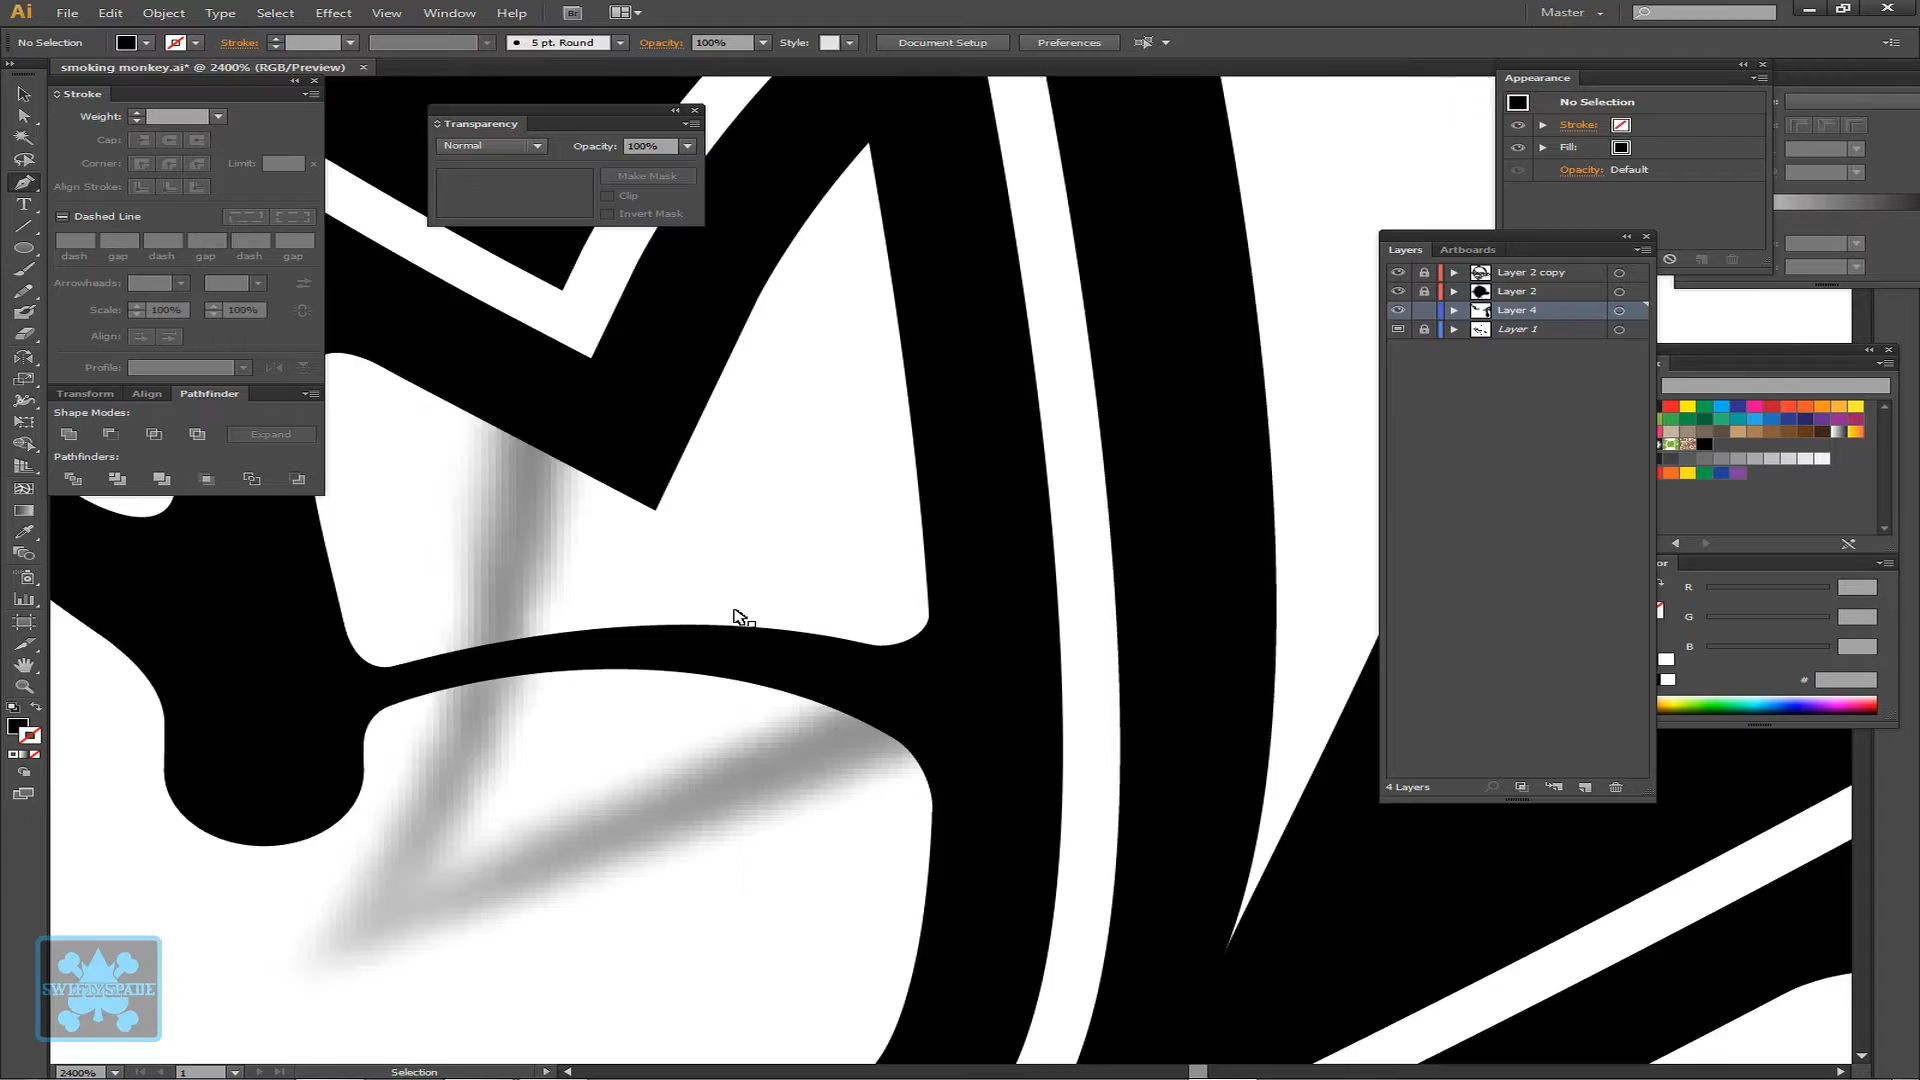 Ai File Edit Object Type Select Effect View Window Help Br Master
No Selection Stroke: 5 pt. Round Opacity: 100% Style: Document Setup Preferences
smoking monkey.ai* @ 2400% (RGB/Preview)
Stroke
Weight:
Cap:
Corner: Limit:
Align Stroke:
Dashed Line
dash gap dash gap dash gap
Arrowheads:
Scale: 100% 100%
Align:
Profile:
Transform Align Pathfinder
Shape Modes:
Expand
Pathfinders:
Transparency
Normal Opacity: 100%
Make Mask
Clip
Invert Mask
Appearance
No Selection
Stroke:
Fill:
Opacity: Default
Layers Artboards
Layer 2 copy
Layer 2
Layer 4
Layer 1
4 Layers
R
G
B
#
SWIFTYSPADE
2400% 1 Selection